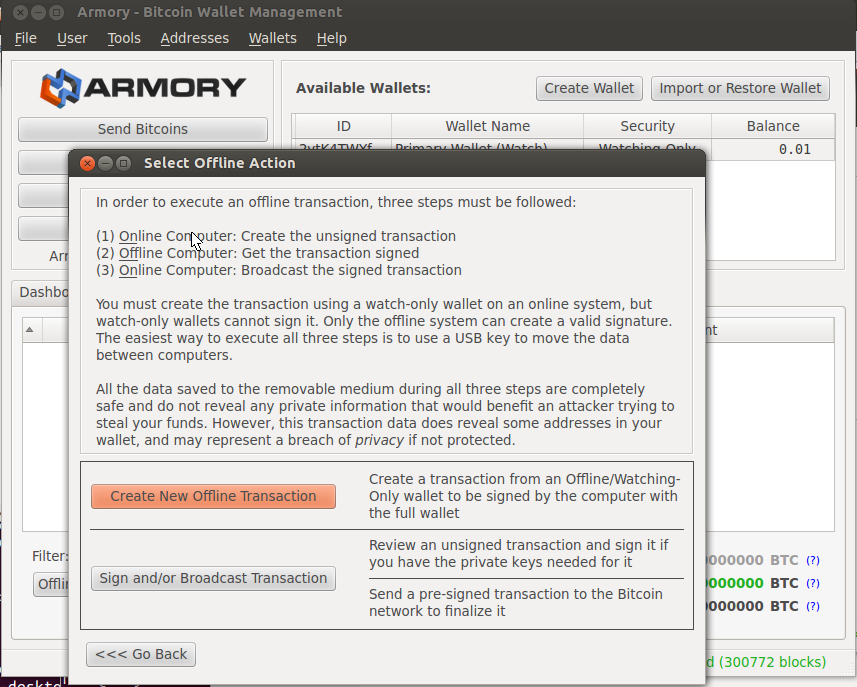 Armory - Bitcoin Wallet Management
File User Tools Addresses Wallets Help
ARMORY
Available Wallets:
Create Wallet
Import or Restore Wallet
Send Bitcoins
ID Wallet Name Security Balance
Primary Wallet (Watch) Watching-Only 0.01
Select Offline Action
In order to execute an offline transaction, three steps must be followed:
(1) Online Computer: Create the unsigned transaction
(2) Offline Computer: Get the transaction signed
(3) Online Computer: Broadcast the signed transaction
You must create the transaction using a watch-only wallet on an online system, but
watch-only wallets cannot sign it. Only the offline system can create a valid signature.
The easiest way to execute all three steps is to use a USB key to move the data
between computers.
All the data saved to the removable medium during all three steps are completely
safe and do not reveal any private information that would benefit an attacker trying to
steal your funds. However, this transaction data does reveal some addresses in your
wallet, and may represent a breach of privacy if not protected.
Create New Offline Transaction
Create a transaction from an Offline/Watching-
Only wallet to be signed by the computer with
the full wallet
Sign and/or Broadcast Transaction
Review an unsigned transaction and sign it if
you have the private keys needed for it
Send a pre-signed transaction to the Bitcoin
network to finalize it
<<< Go Back
Arm
Dashbo
nt
Filter:
Offlin
0000000 BTC (?)
0000000 BTC (?)
0000000 BTC (?)
d (300772 blocks)